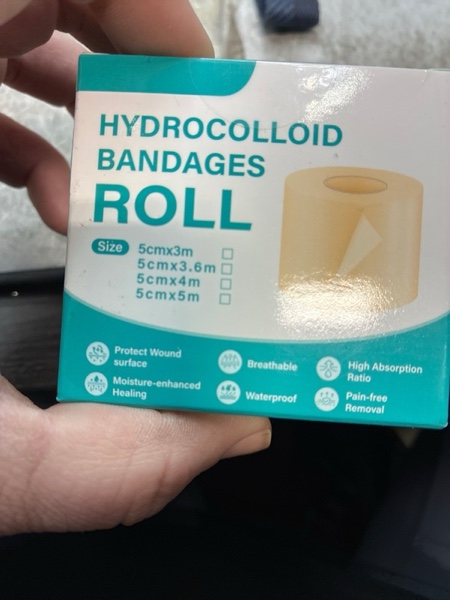 HYDROCOLLOID
BANDAGES
ROLL
Size
5cmx3m
5cmx3.6m
5cmx4m
5cmx5m
Protect Wound
surface
Breathable
High Absorption
Ratio
Moisture-enhanced
Healing
Waterproof
Pain-free
Removal